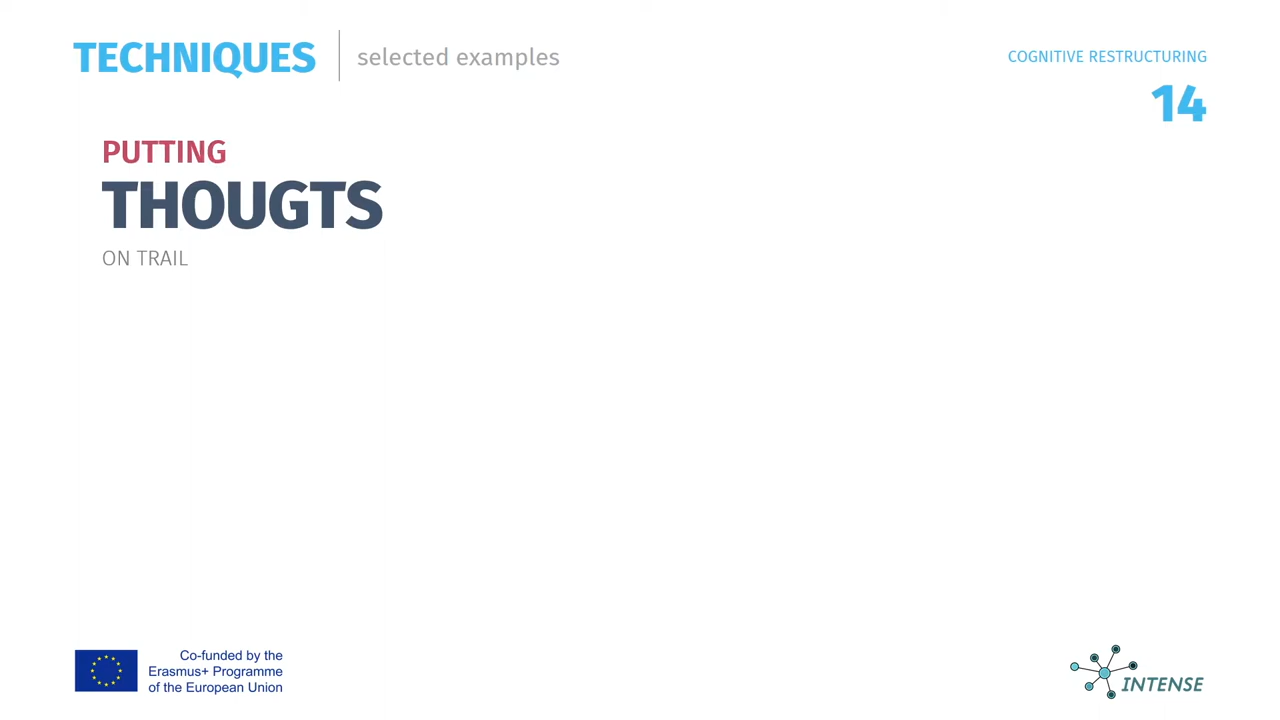 TECHNIQUES
selected examples
COGNITIVE RESTRUCTURING
14
PUTTING
THOUGTS
ON TRAIL
Co-funded by the
Erasmus+ Programme
of the European Union
INTENSE